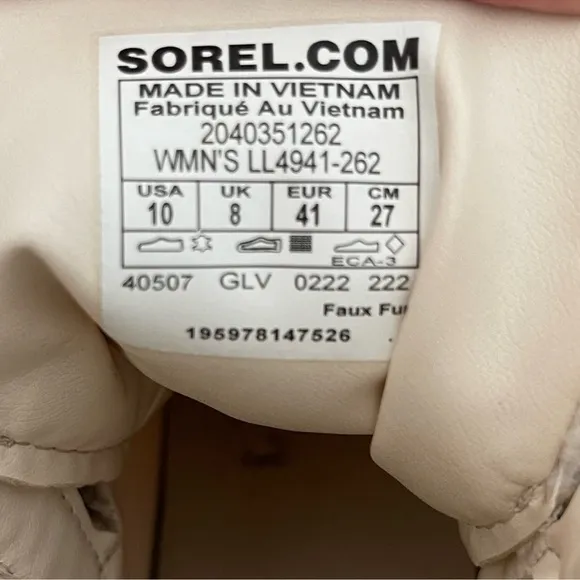 SOREL.COM
MADE IN VIETNAM
Fabriqué Au Vietnam
2040351262
WMN'S LL4941-262
USA UK EUR CM
10 8 41 27
ECA-3
40507 GLV 0222 222
Faux
195978147526